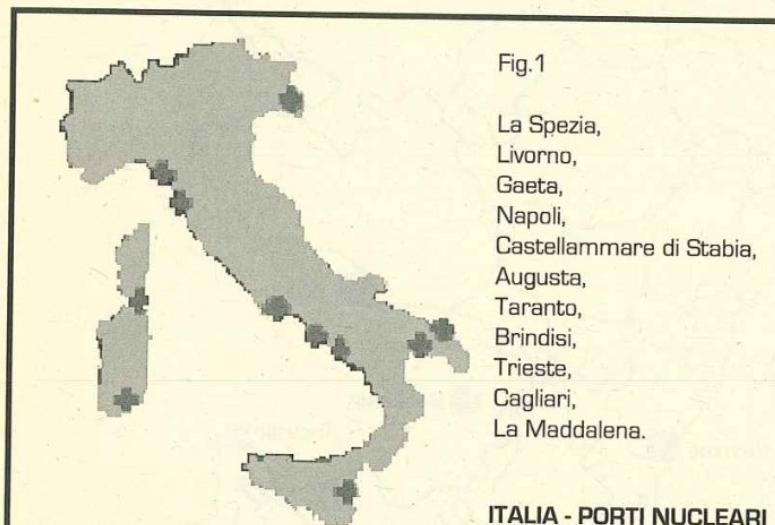 Fig.1
La Spezia,
Livorno,
Gaeta,
Napoli,
Castellammare di Stabia,
Augusta,
Taranto,
Brindisi,
Trieste,
Cagliari,
La Maddalena.
ITALIA - PORTI NUCLEARI